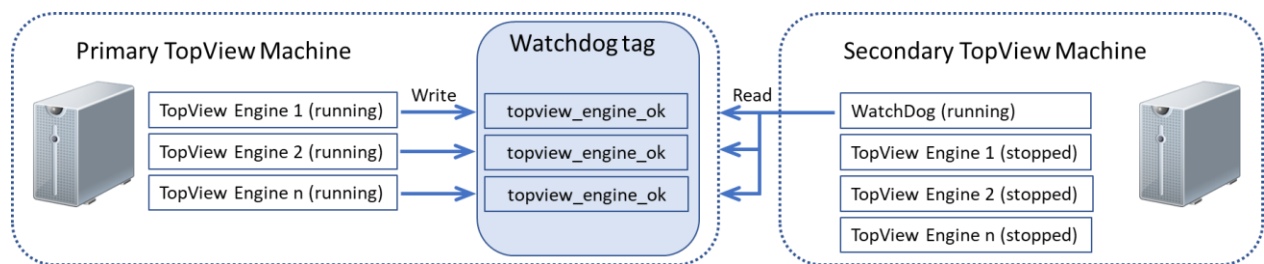 Primary TopView Machine
TopView Engine 1 (running)
TopView Engine 2 (running)
TopView Engine n (running)
Write
Watchdog tag
topview_engine_ok
topview_engine_ok
topview_engine_ok
Read
Secondary TopView Machine
WatchDog (running)
TopView Engine 1 (stopped)
TopView Engine 2 (stopped)
TopView Engine n (stopped)